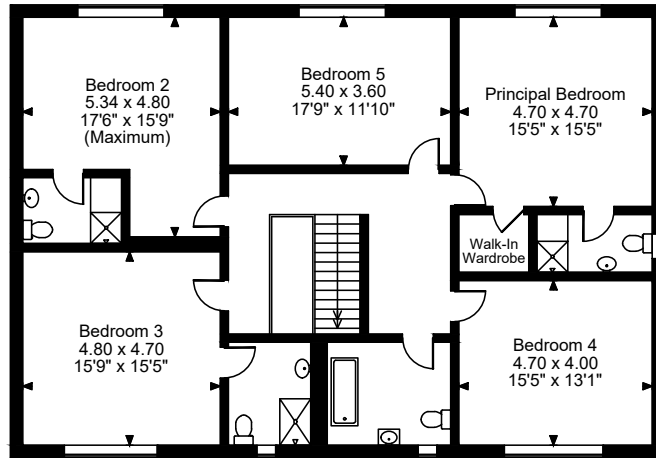 Bedroom 2
5.34 x 4.80
17'6" x 15'9"
(Maximum)
Bedroom 5
5.40 x 3.60
17'9" x 11'10"
Principal Bedroom
4.70 x 4.70
15'5" x 15'5"
Walk-In
Wardrobe
Bedroom 3
4.80 x 4.70
15'9" x 15'5"
Bedroom 4
4.70 x 4.00
15'5" x 13'1"